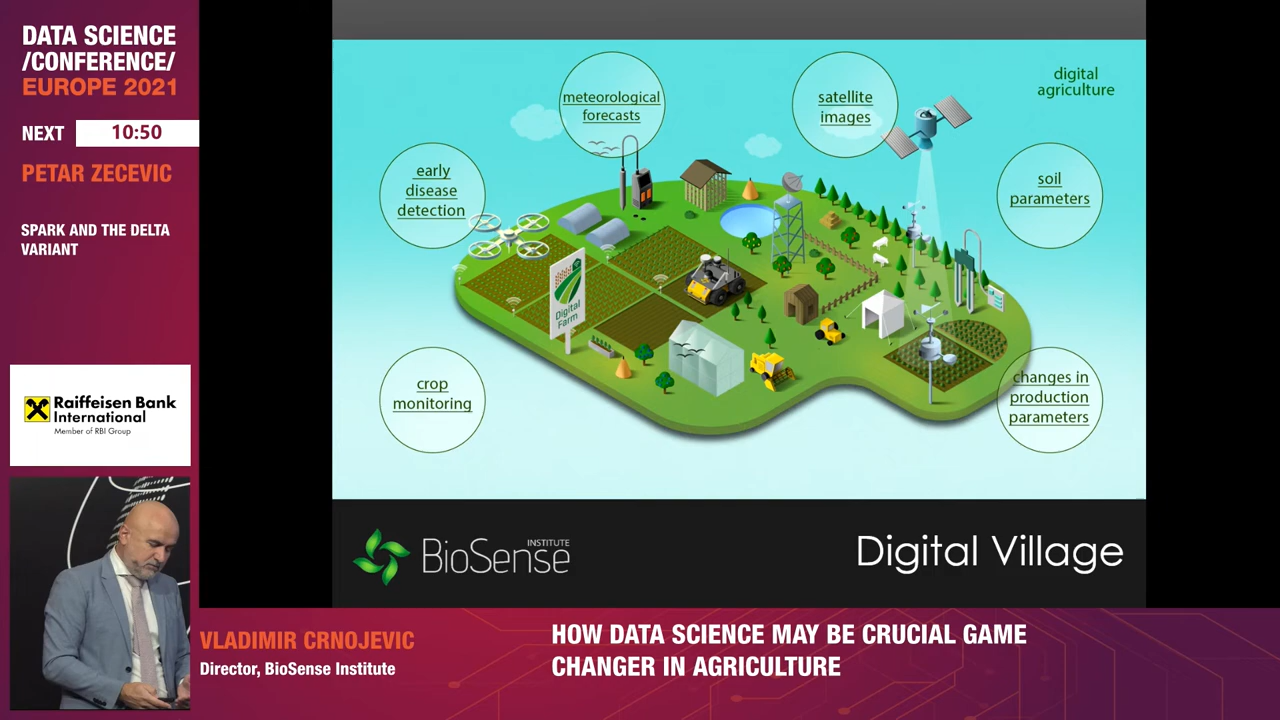 DATA SCIENCE
/CONFERENCE/
EUROPE 2021
NEXT
10:50
PETAR ZECEVIC
SPARK AND THE DELTA
VARIANT
Raiffeisen Bank
International
Member of RBI Group
meteorological
forecasts
satellite
images
digital
agriculture
early
disease
detection
soil
parameters
Digital
Farm
crop
monitoring
changes in
production
parameters
BioSense
INSTITUTE
Digital Village
VLADIMIR CRNOJEVIC
Director, BioSense Institute
HOW DATA SCIENCE MAY BE CRUCIAL GAME
CHANGER IN AGRICULTURE